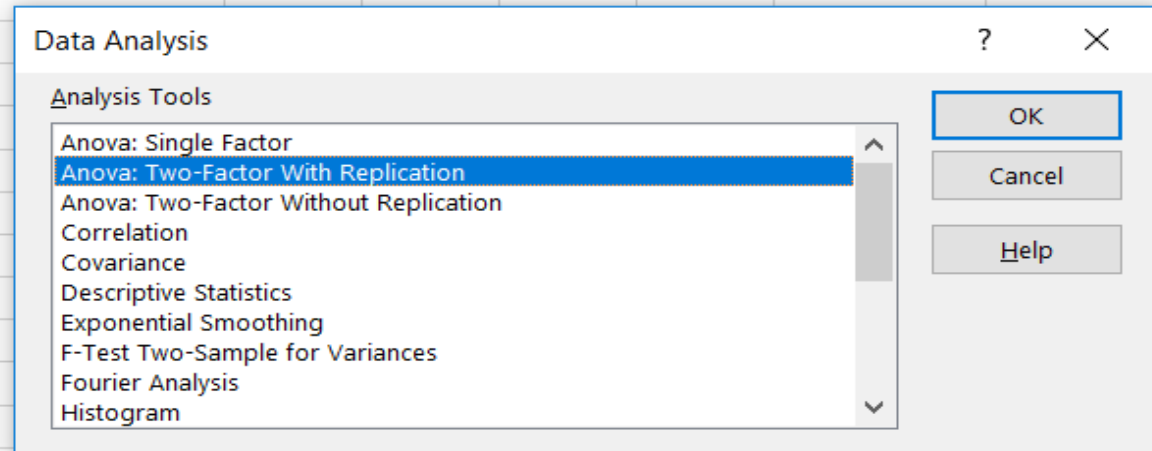 Data Analysis ?
Analysis Tools
Anova: Single Factor
Anova: Two-Factor With Replication
Anova: Two-Factor Without Replication
Correlation
Covariance
Descriptive Statistics
Exponential Smoothing
F-Test Two-Sample for Variances
Fourier Analysis
Histogram
OK
Cancel
Help